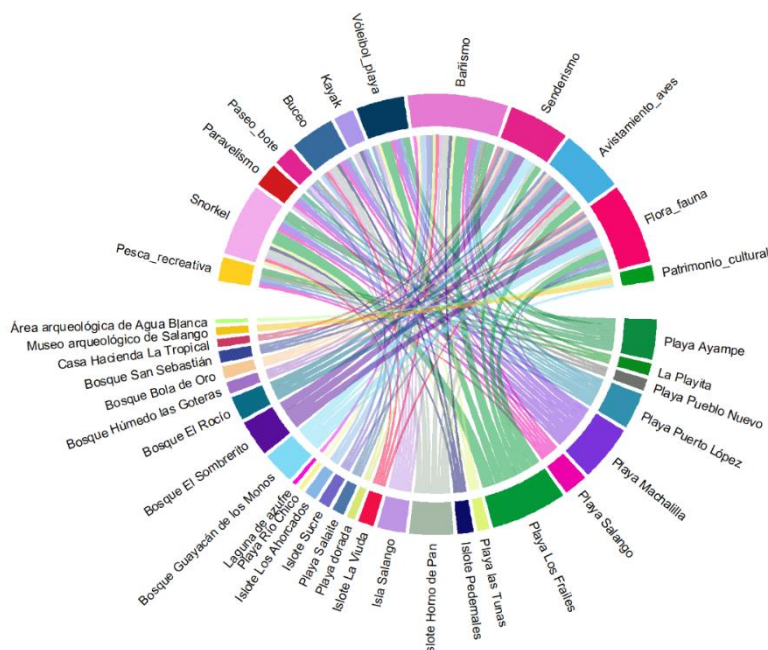 Pesca_recreativa
Snorkel
Paravelismo
Paseo_bote
Buceo
Kayak
Vóleibol_playa
Bañismo
Senderismo
Avistamiento_aves
Flora_fauna
Patrimonio_cultural
Playa Ayampe
La Playita
Playa Pueblo Nuevo
Playa Puerto López
Playa Machalilla
Playa Salango
Playa Los Frailes
Playa las Tunas
Islote Pedernales
Islote Horno de Pan
Isla Salango
Islote La Viuda
Playa dorada
Playa Salaite
Islote Sucre
Islote Los Ahorcados
Playa Río Chico
Laguna de azufre
Bosque Guayacán de los Monos
Bosque El Sombrerito
Bosque El Rocío
Bosque Húmedo las Goteras
Bosque Bola de Oro
Bosque San Sebastián
Casa Hacienda La Tropical
Museo arqueológico de Salango
Área arqueológica de Agua Blanca